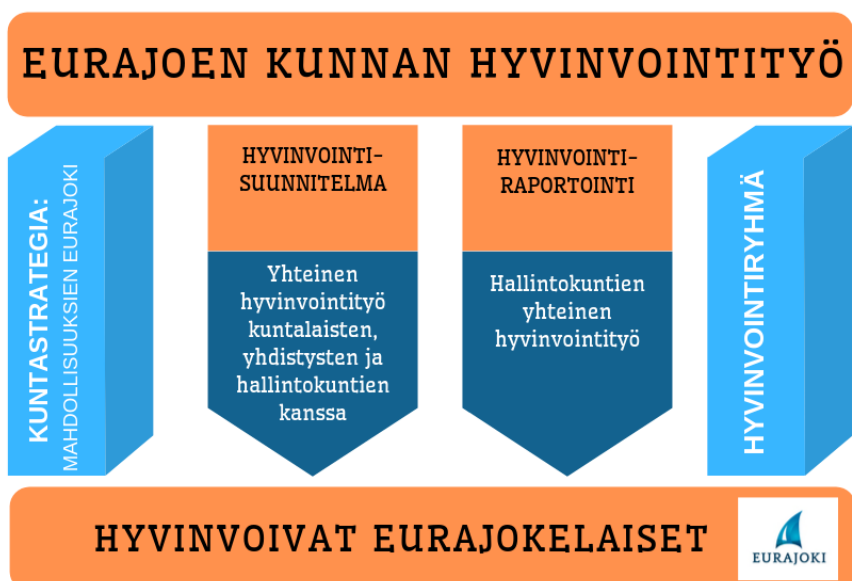 EURAJOEN KUNNAN HYVINVOINTITYÖ
KUNTASTRATEGIA:
MAHDOLLISUUKSIEN EURAJOKI
HYVINVOINTI-
SUUNNITELMA
Yhteinen
hyvinvointityö
kuntalaisten,
yhdistysten ja
hallintokuntien
kanssa
HYVINVOINTI-
RAPORTOINTI
Hallintokuntien
yhteinen
hyvinvointityö
HYVINVOINTIRYHMÄ
HYVINVOIVAT EURAJOKELAISET
EURAJOKI